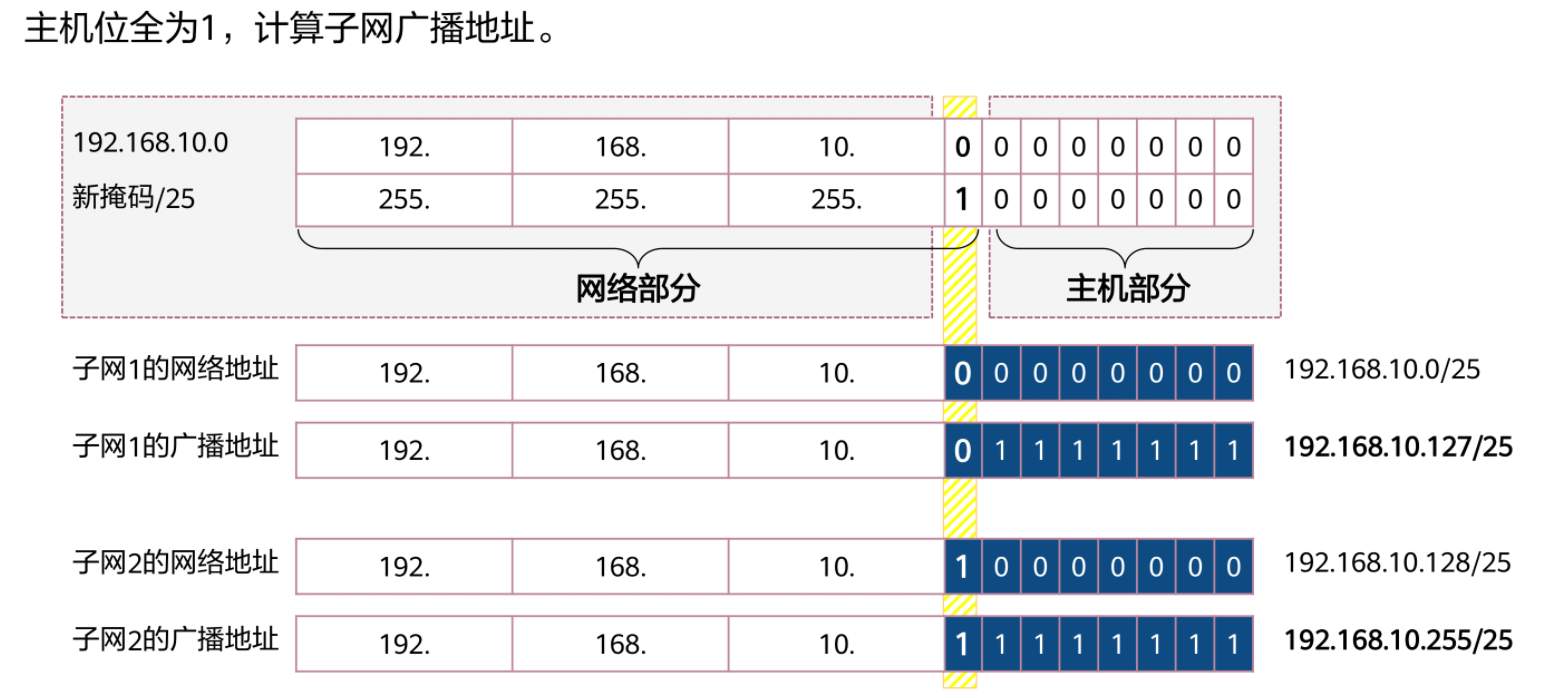 主机位全为1，计算子网广播地址。
192.168.10.0 192. 168. 10. 0 0 0 0 0 0 0 0
新掩码/25 255. 255. 255. 1 0 0 0 0 0 0 0
网络部分 主机部分
子网1的网络地址 192. 168. 10. 0 0 0 0 0 0 0 0 192.168.10.0/25
子网1的广播地址 192. 168. 10. 0 1 1 1 1 1 1 1 192.168.10.127/25
子网2的网络地址 192. 168. 10. 1 0 0 0 0 0 0 0 192.168.10.128/25
子网2的广播地址 192. 168. 10. 1 1 1 1 1 1 1 1 192.168.10.255/25